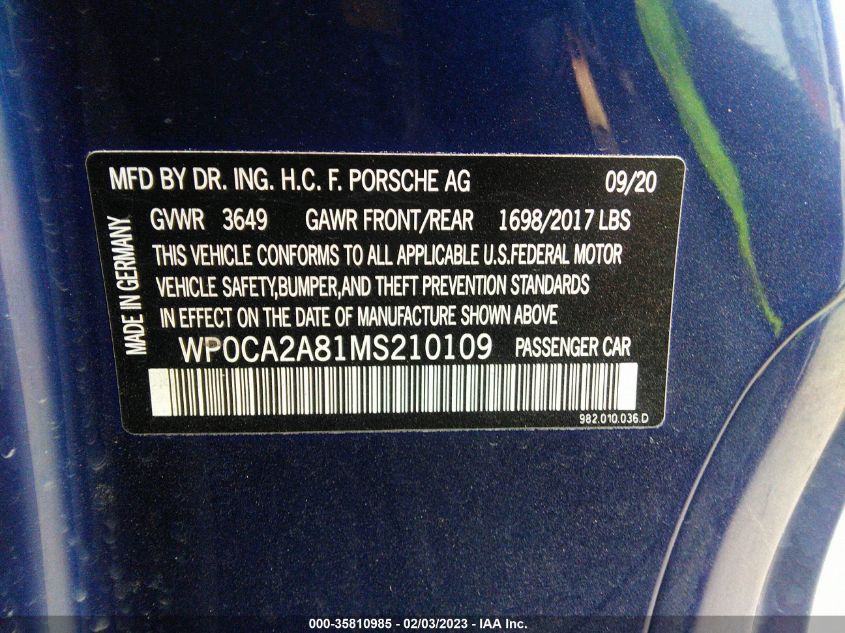 MFD BY DR. ING. H.C. F. PORSCHE AG 09/20
GVWR 3649 GAWR FRONT/REAR 1698/2017 LBS
THIS VEHICLE CONFORMS TO ALL APPLICABLE U.S.FEDERAL MOTOR
VEHICLE SAFETY,BUMPER,AND THEFT PREVENTION STANDARDS
IN EFFECT ON THE DATE OF MANUFACTURE SHOWN ABOVE
MADE IN GERMANY
WP0CA2A81MS210109 PASSENGER CAR
982.010.036.D
000-35810985 - 02/03/2023 - IAA Inc.